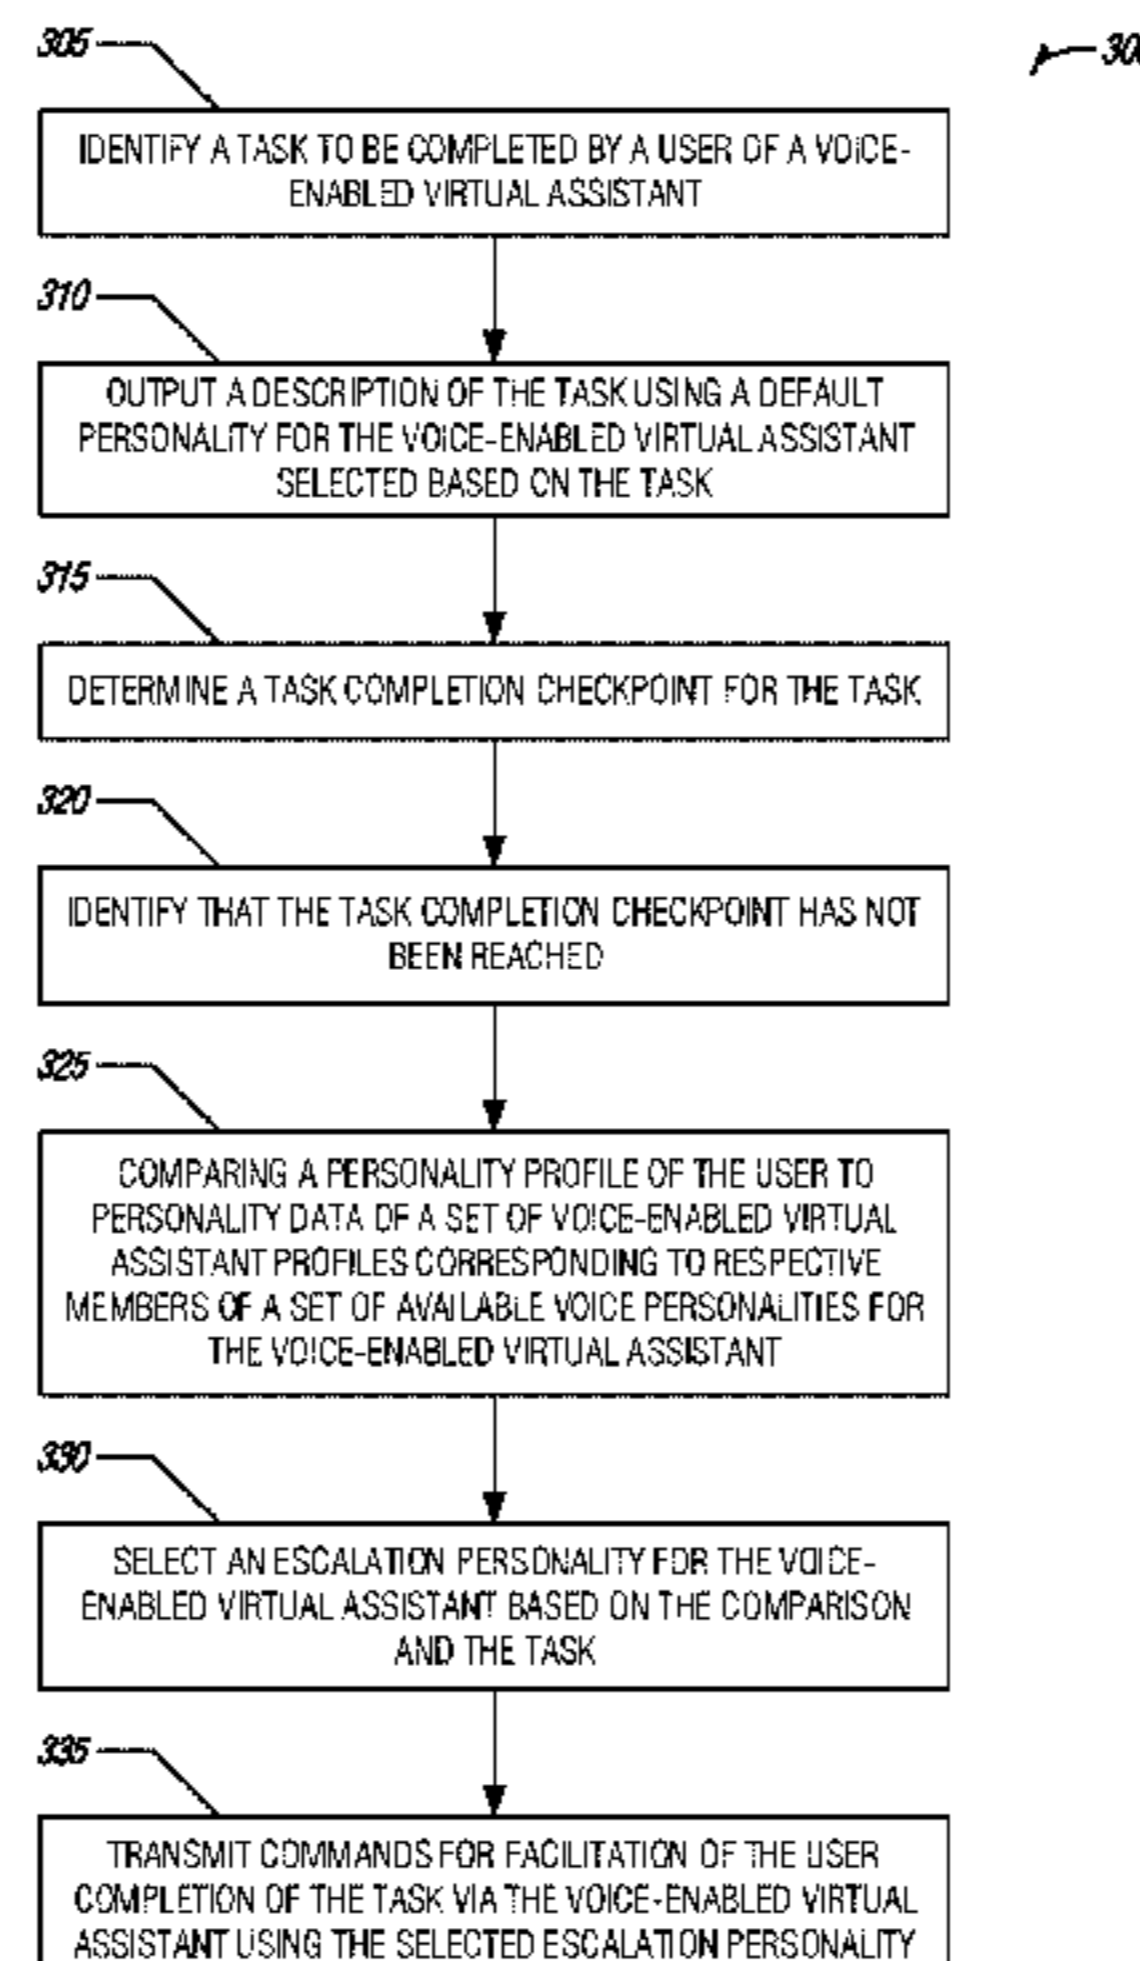 305
300
IDENTIFY A TASK TO BE COMPLETED BY A USER OF A VOICE-
ENABLED VIRTUAL ASSISTANT
310
OUTPUT A DESCRIPTION OF THE TASK USING A DEFAULT
PERSONALITY FOR THE VOICE-ENABLED VIRTUAL ASSISTANT
SELECTED BASED ON THE TASK
315
DETERMINE A TASK COMPLETION CHECKPOINT FOR THE TASK
320
IDENTIFY THAT THE TASK COMPLETION CHECKPOINT HAS NOT
BEEN REACHED
325
COMPARING A PERSONALITY PROFILE OF THE USER TO
PERSONALITY DATA OF A SET OF VOICE-ENABLED VIRTUAL
ASSISTANT PROFILES CORRESPONDING TO RESPECTIVE
MEMBERS OF A SET OF AVAILABLE VOICE PERSONALITIES FOR
THE VOICE-ENABLED VIRTUAL ASSISTANT
330
SELECT AN ESCALATION PERSONALITY FOR THE VOICE-
ENABLED VIRTUAL ASSISTANT BASED ON THE COMPARISON
AND THE TASK
335
TRANSMIT COMMANDS FOR FACILITATION OF THE USER
COMPLETION OF THE TASK VIA THE VOICE-ENABLED VIRTUAL
ASSISTANT USING THE SELECTED ESCALATION PERSONALITY